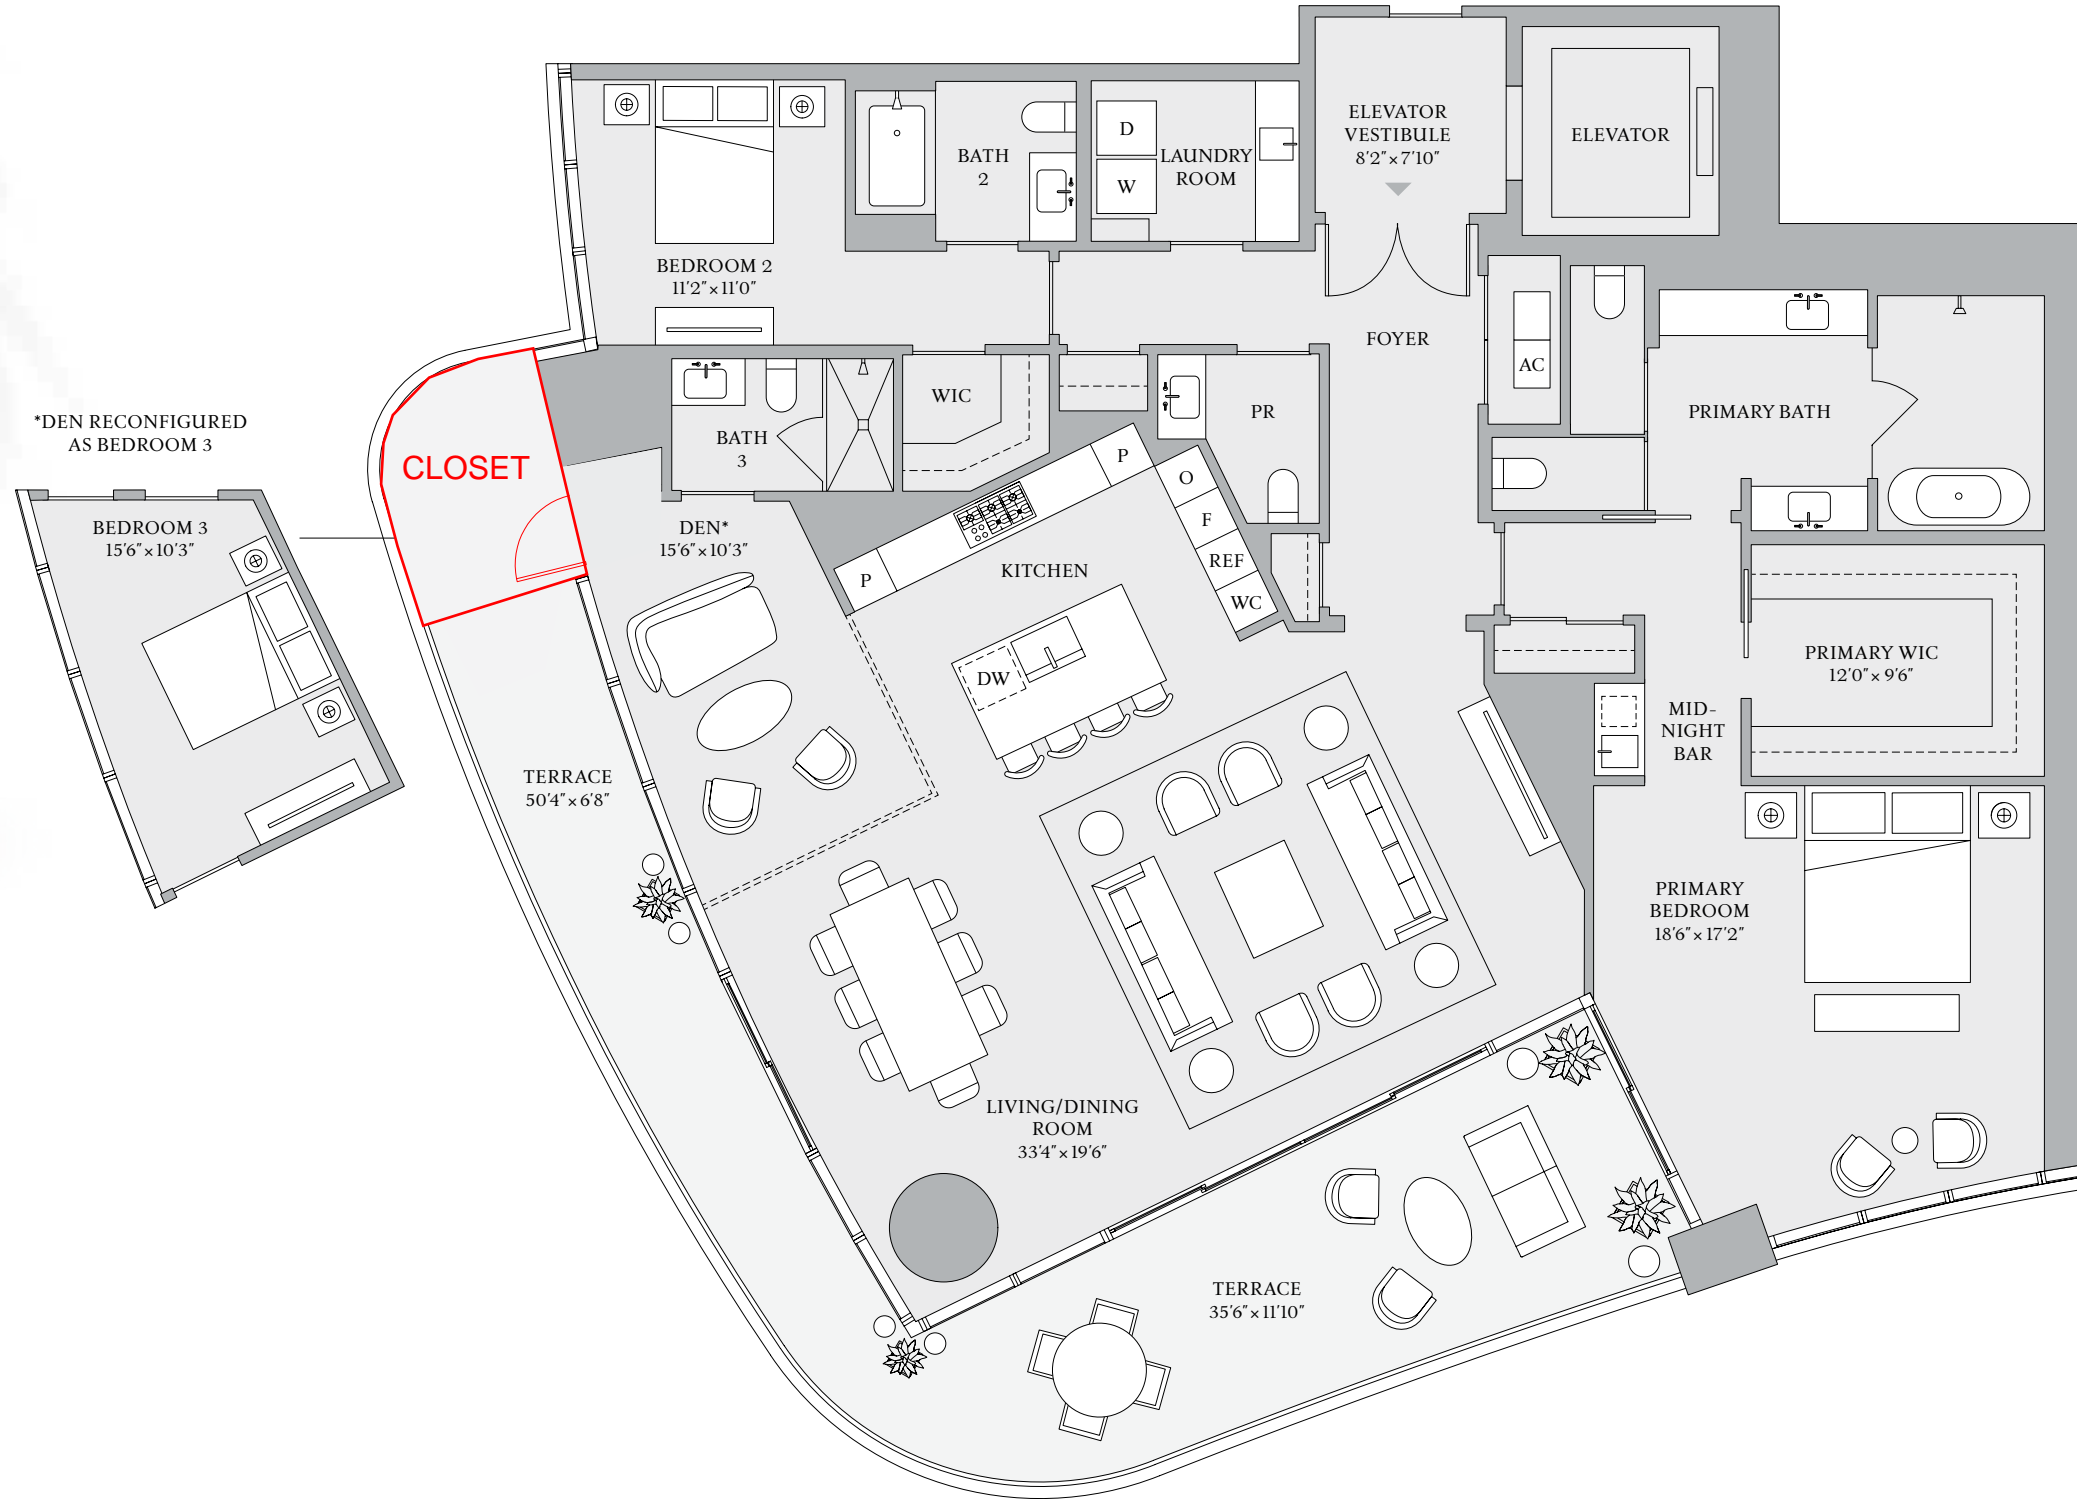 ELEVATOR
VESTIBULE
8'2"×7'10"
ELEVATOR
D
W
LAUNDRY
ROOM
BATH
2
BEDROOM 2
11'2"×11'0"
FOYER
AC
WIC
PR
PRIMARY BATH
*DEN RECONFIGURED
AS BEDROOM 3
CLOSET
BATH
3
P
O
F
REF
WC
BEDROOM 3
15'6"×10'3"
DEN*
15'6"×10'3"
P
KITCHEN
DW
PRIMARY WIC
12'0"×9'6"
MID-
NIGHT
BAR
TERRACE
50'4"×6'8"
PRIMARY
BEDROOM
18'6"×17'2"
LIVING/DINING
ROOM
33'4"×19'6"
TERRACE
35'6"×11'10"